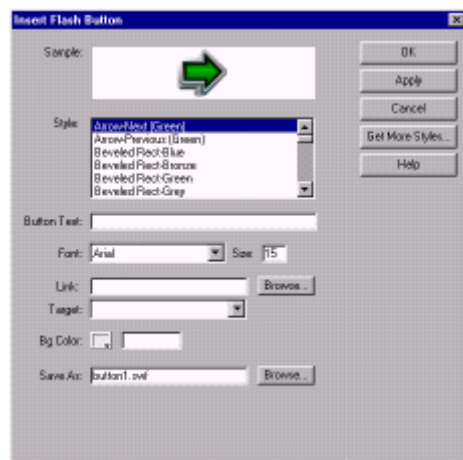 Insert Flash Button
Sample:
OK
Apply
Cancel
Get More Styles...
Help
Style:
Arrow-Next (Green)
Arrow-Previous (Green)
Beveled Rect-Blue
Beveled Rect-Bronze
Beveled Rect-Green
Beveled Rect-Grey
Button Text:
Font: Arial Size: 15
Link: Browse...
Target:
Bg Color:
Save As: button1.swf Browse...